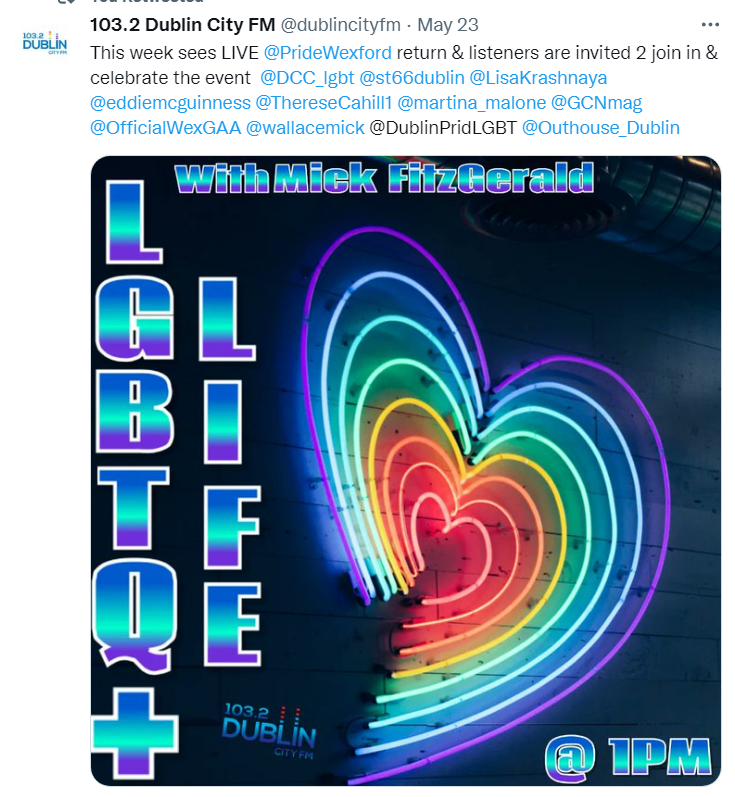 103.2 Dublin City FM @dublincityfm · May 23
103.2
DUBLIN
CITY FM
This week sees LIVE @PrideWexford return & listeners are invited 2 join in &
celebrate the event @DCC_lgbt @st66dublin @LisaKrashnaya
@eddiemcguinness @ThereseCahill1 @martina_malone @GCNmag
@OfficialWexGAA @wallacemick @DublinPridLGBT @Outhouse_Dublin
With Mick FitzGerald
LGBTQ+
LIFE
103.2
DUBLIN
CITY FM
@ 1PM